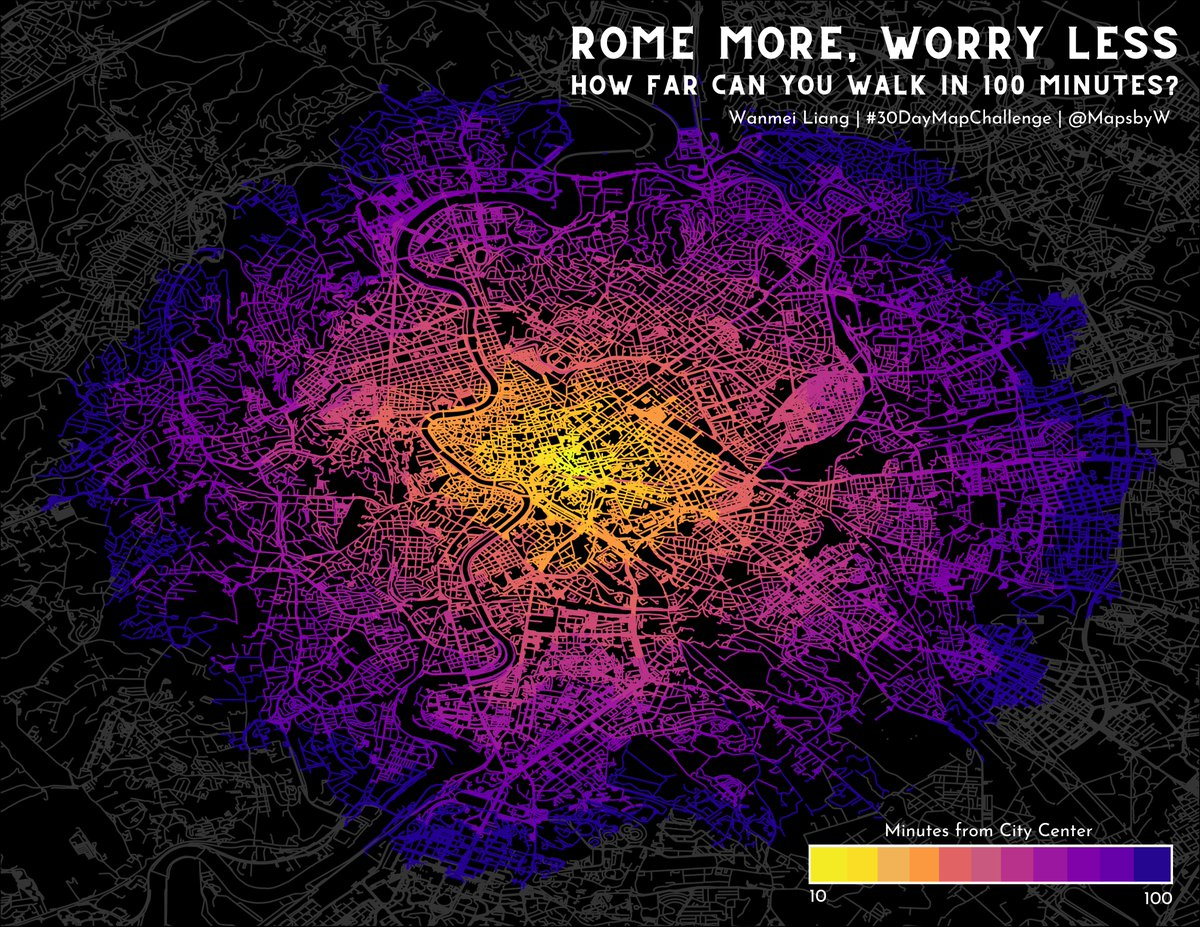 ROME MORE, WORRY LESS
HOW FAR CAN YOU WALK IN 100 MINUTES?
Wanmei Liang | #30DayMapChallenge | @MapsbyW
Minutes from City Center
10 100